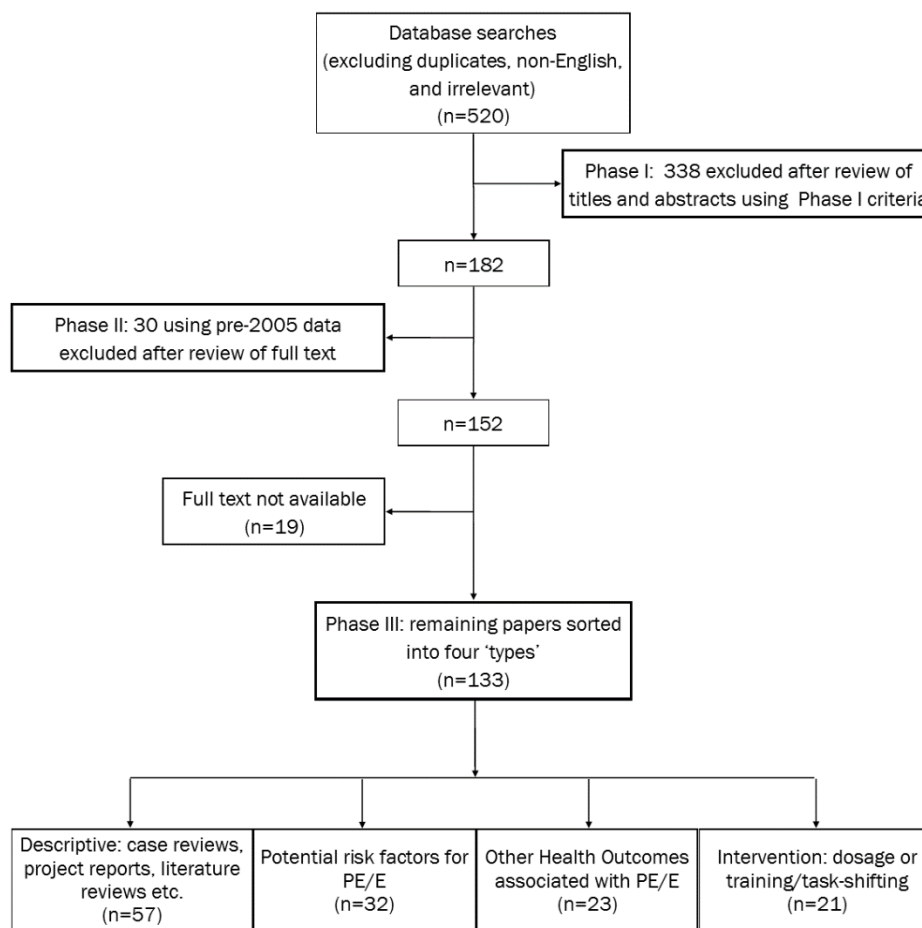 Database searches
(excluding duplicates, non-English,
and irrelevant)
(n=520)
Phase I: 338 excluded after review of
titles and abstracts using Phase I criteria
n=182
Phase II: 30 using pre-2005 data
excluded after review of full text
n=152
Full text not available
(n=19)
Phase III: remaining papers sorted
into four ‘types’
(n=133)
Descriptive: case reviews,
project reports, literature
reviews etc.
(n=57)
Potential risk factors for
PE/E
(n=32)
Other Health Outcomes
associated with PE/E
(n=23)
Intervention: dosage or
training/task-shifting
(n=21)